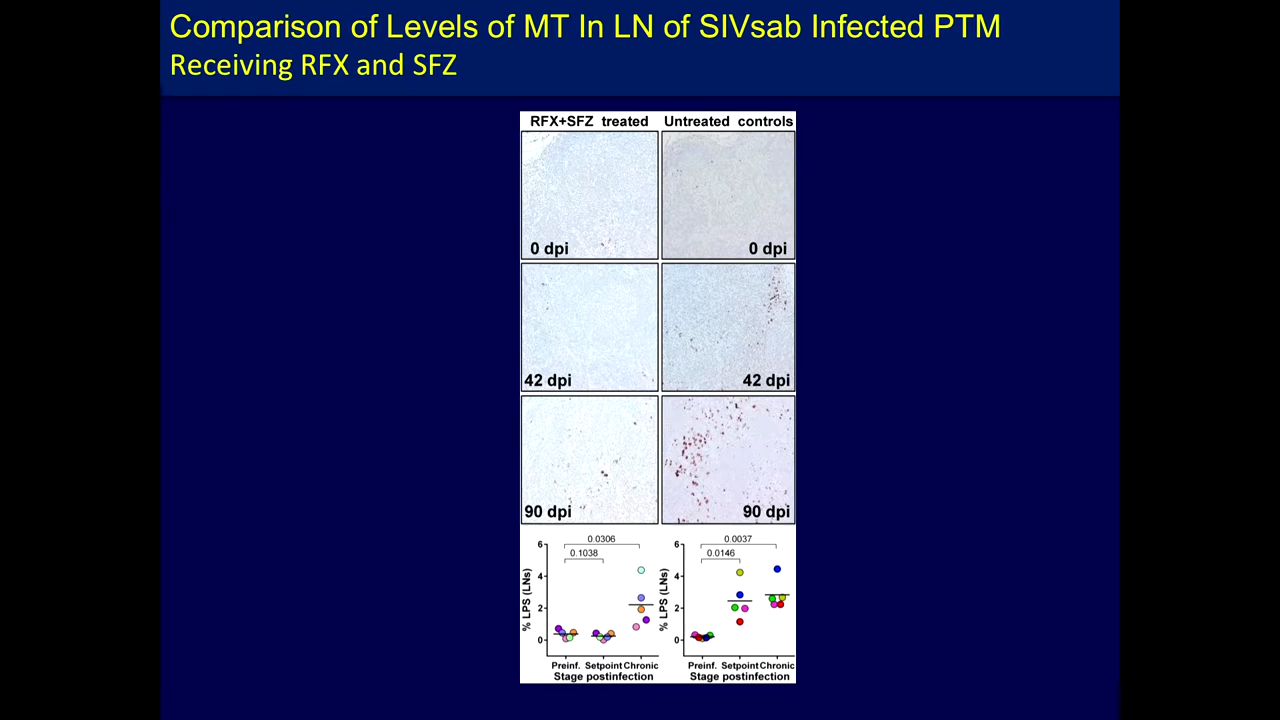 Comparison of Levels of MT In LN of SIVsab Infected PTM
Receiving RFX and SFZ
RFX+SFZ treated
Untreated controls
0 dpi
0 dpi
42 dpi
42 dpi
90 dpi
90 dpi
% LPS (LNs)
6
4
2
0
0.0306
0.1038
Preinf. Setpoint Chronic
Stage postinfection
% LPS (LNs)
6
4
2
0
0.0037
0.0146
Preinf. Setpoint Chronic
Stage postinfection